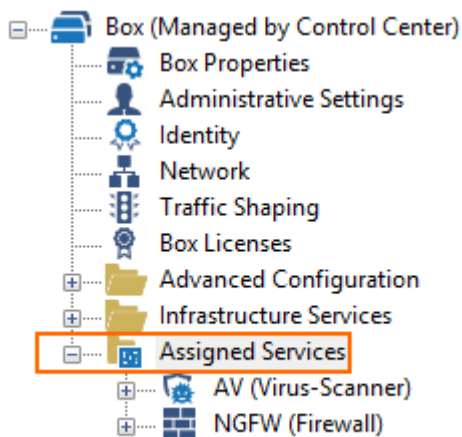 Box (Managed by Control Center)
Box Properties
Administrative Settings
Identity
Network
Traffic Shaping
Box Licenses
Advanced Configuration
Infrastructure Services
Assigned Services
AV (Virus-Scanner)
NGFW (Firewall)